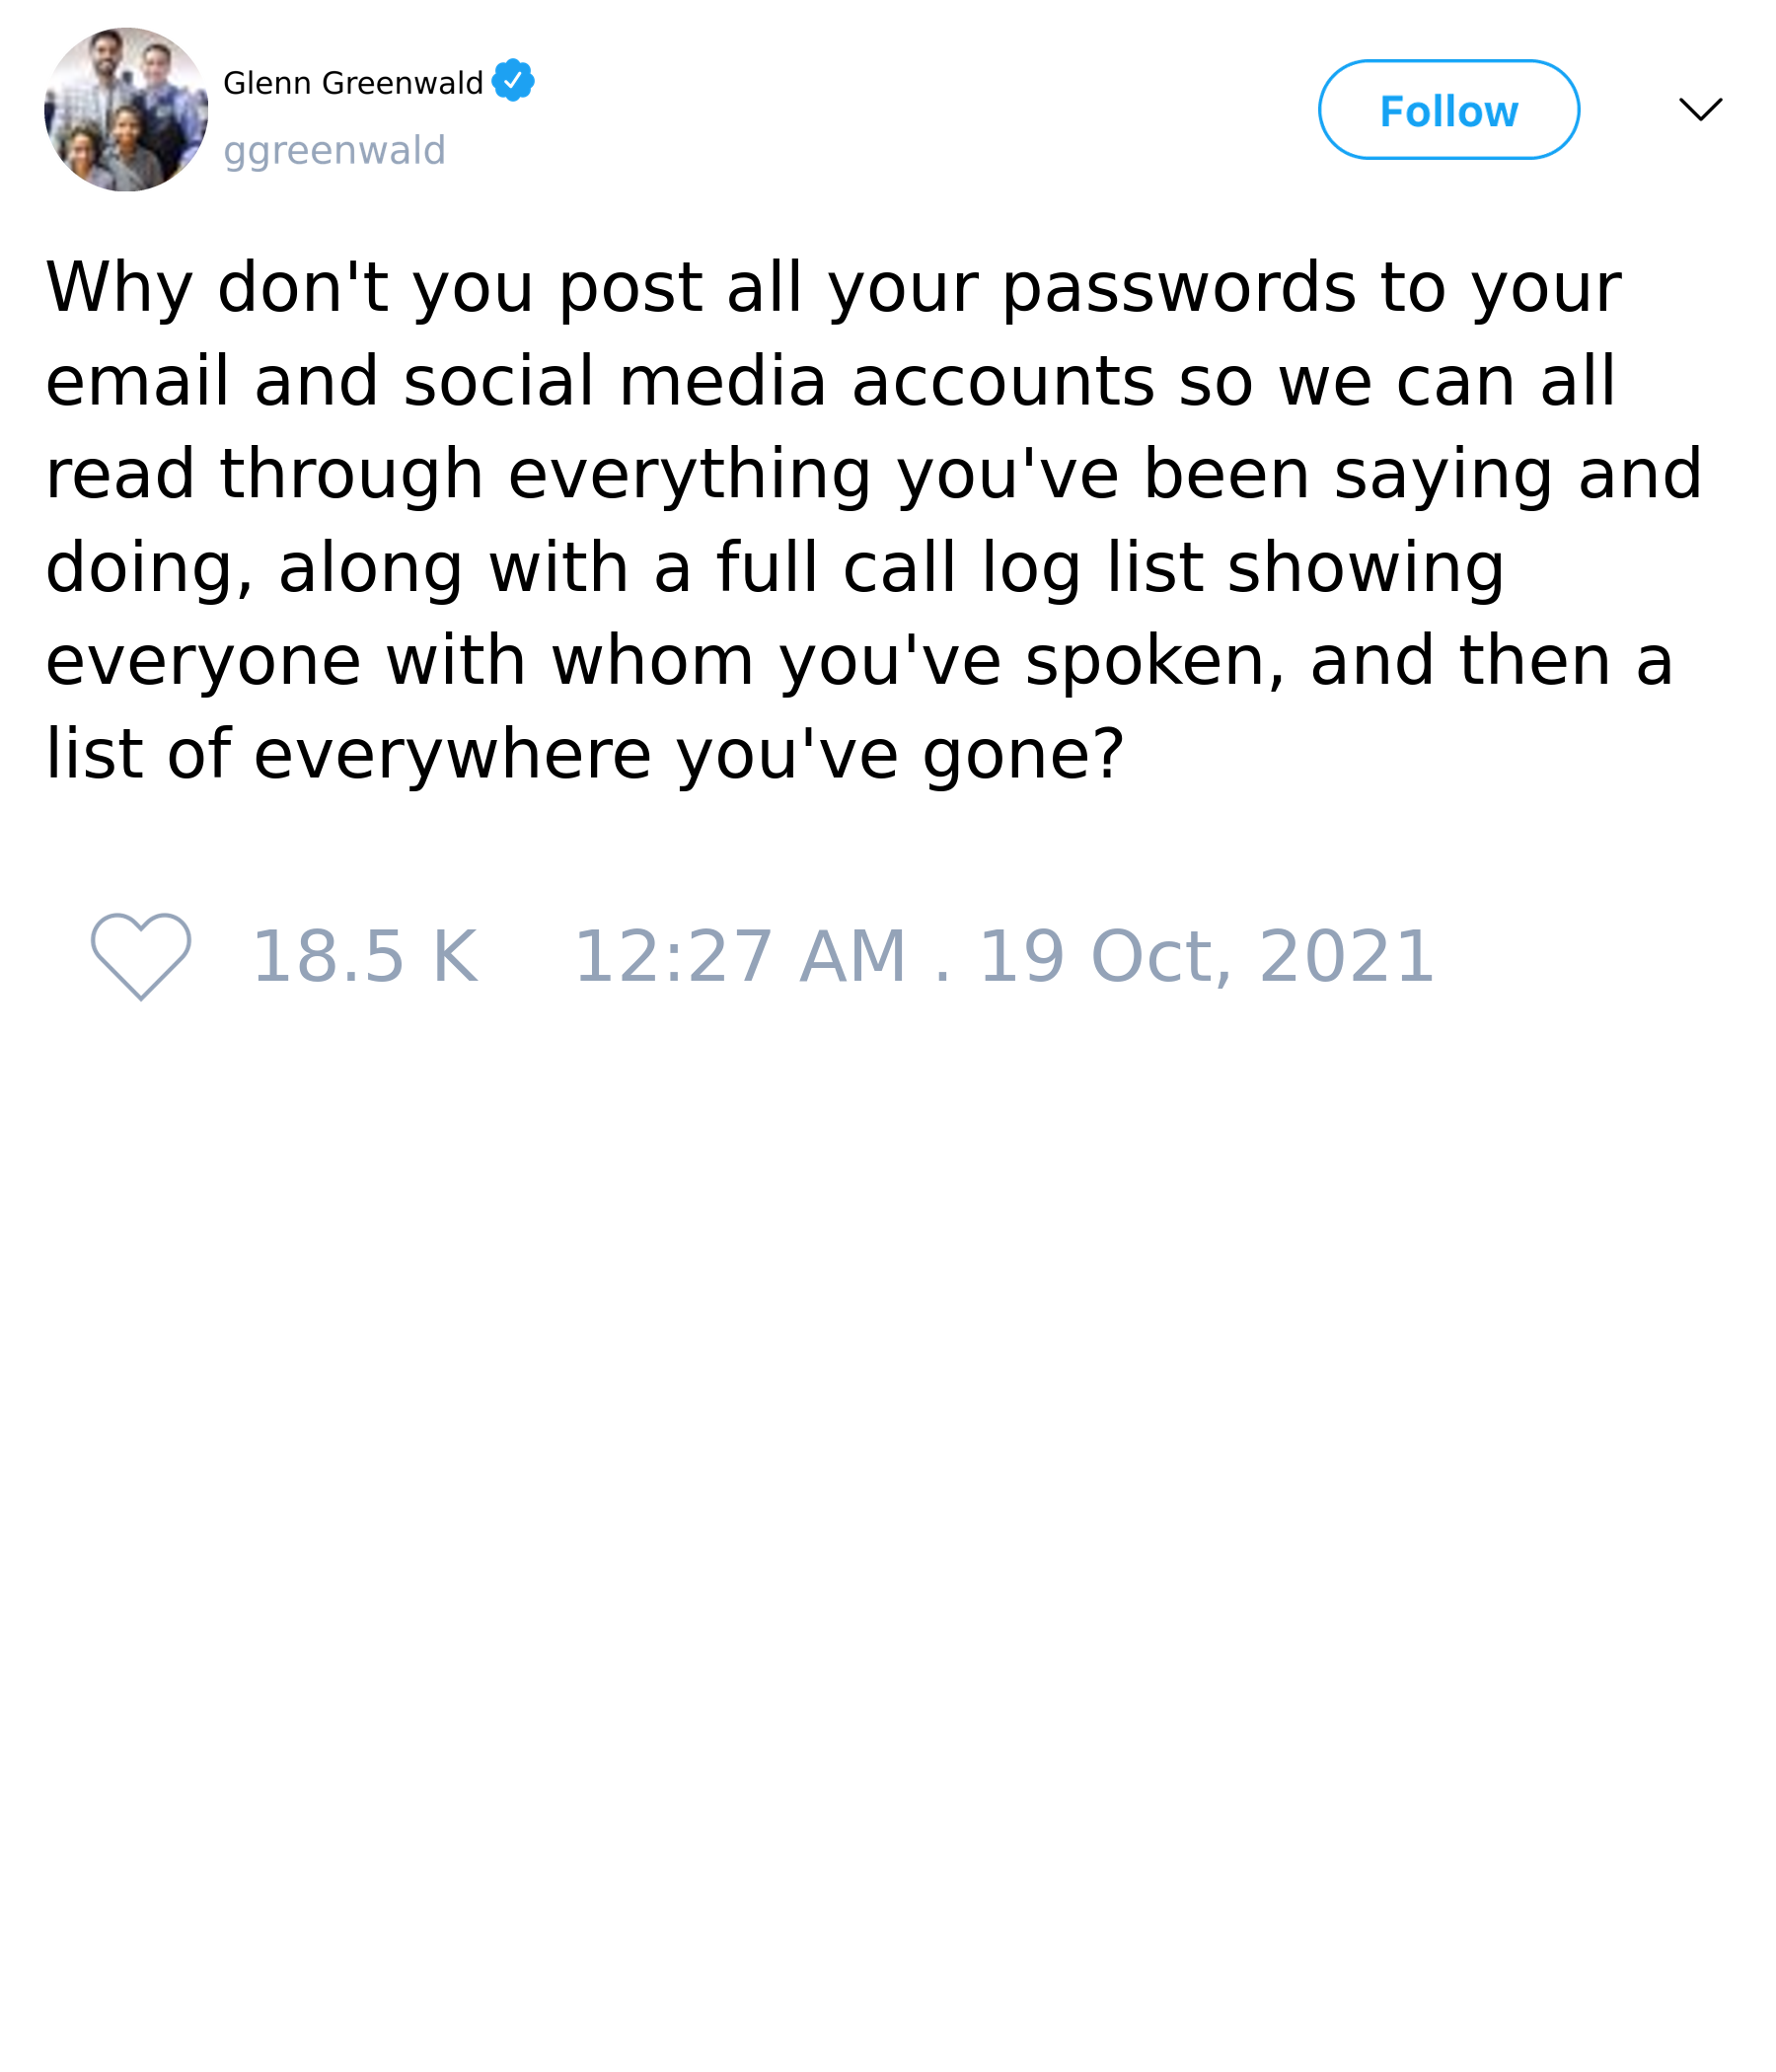 Glenn Greenwald
ggreenwald
Follow
Why don't you post all your passwords to your
email and social media accounts so we can all
read through everything you've been saying and
doing, along with a full call log list showing
everyone with whom you've spoken, and then a
list of everywhere you've gone?
18.5 K 12:27 AM . 19 Oct, 2021